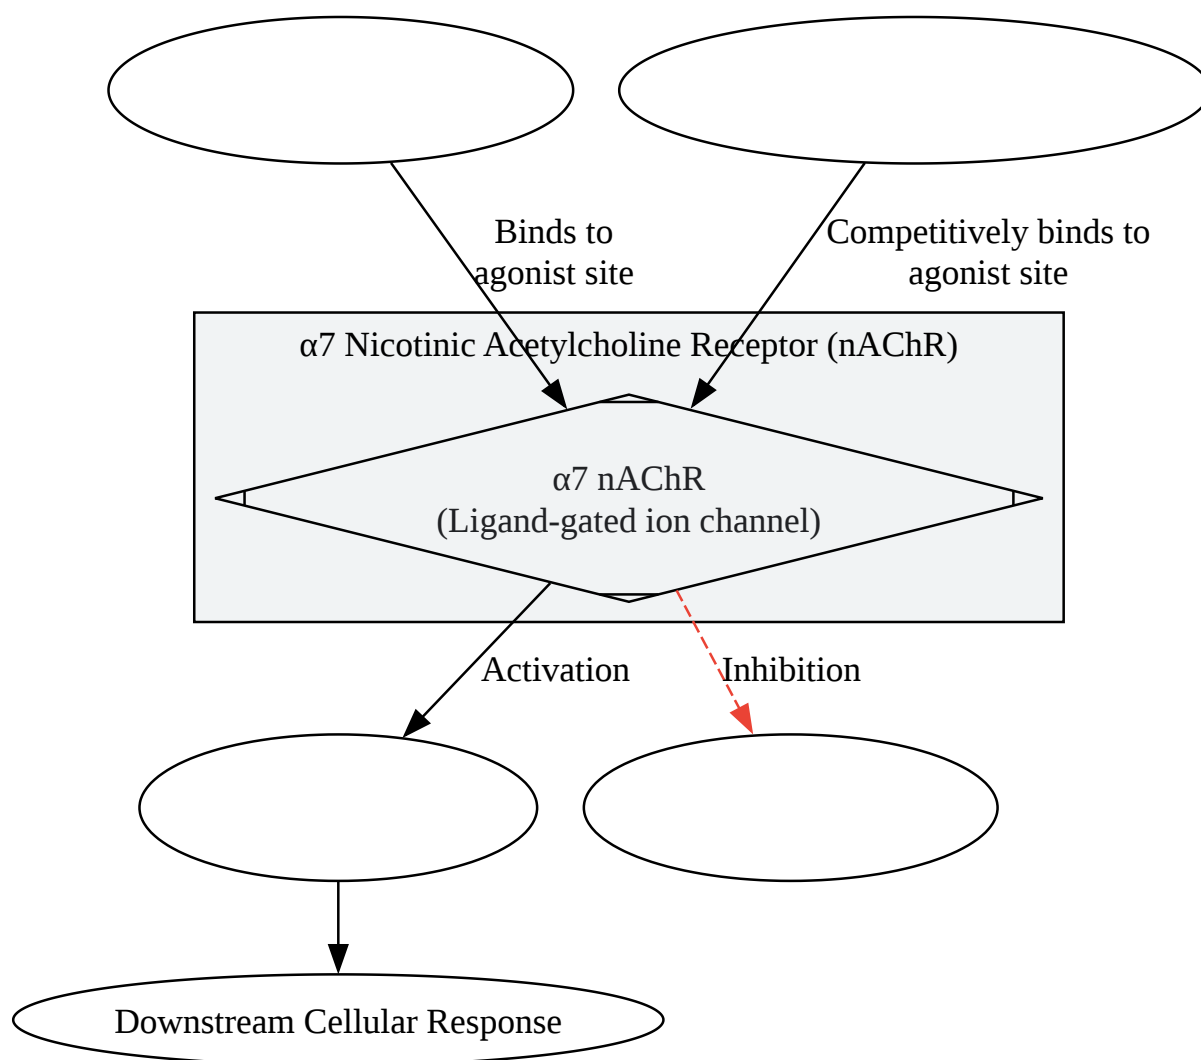 Binds to
agonist site
Competitively binds to
agonist site
α7 Nicotinic Acetylcholine Receptor (nAChR)
α7 nAChR
(Ligand-gated ion channel)
Activation
Inhibition
Downstream Cellular Response